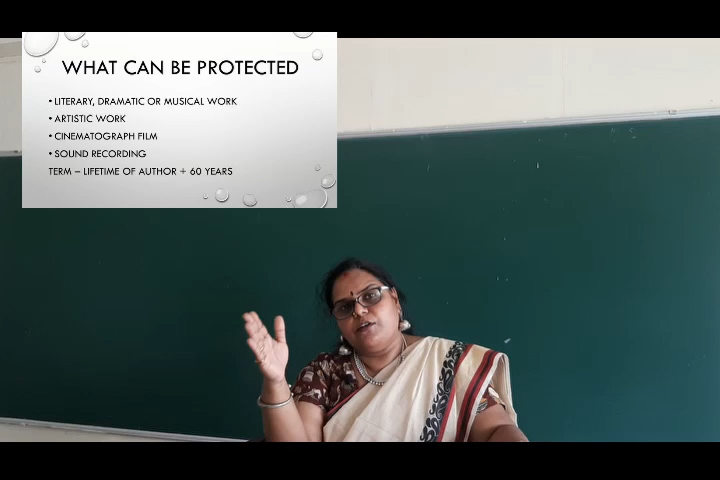 WHAT CAN BE PROTECTED
• LITERARY, DRAMATIC OR MUSICAL WORK
• ARTISTIC WORK
• CINEMATOGRAPH FILM
• SOUND RECORDING
TERM – LIFETIME OF AUTHOR + 60 YEARS